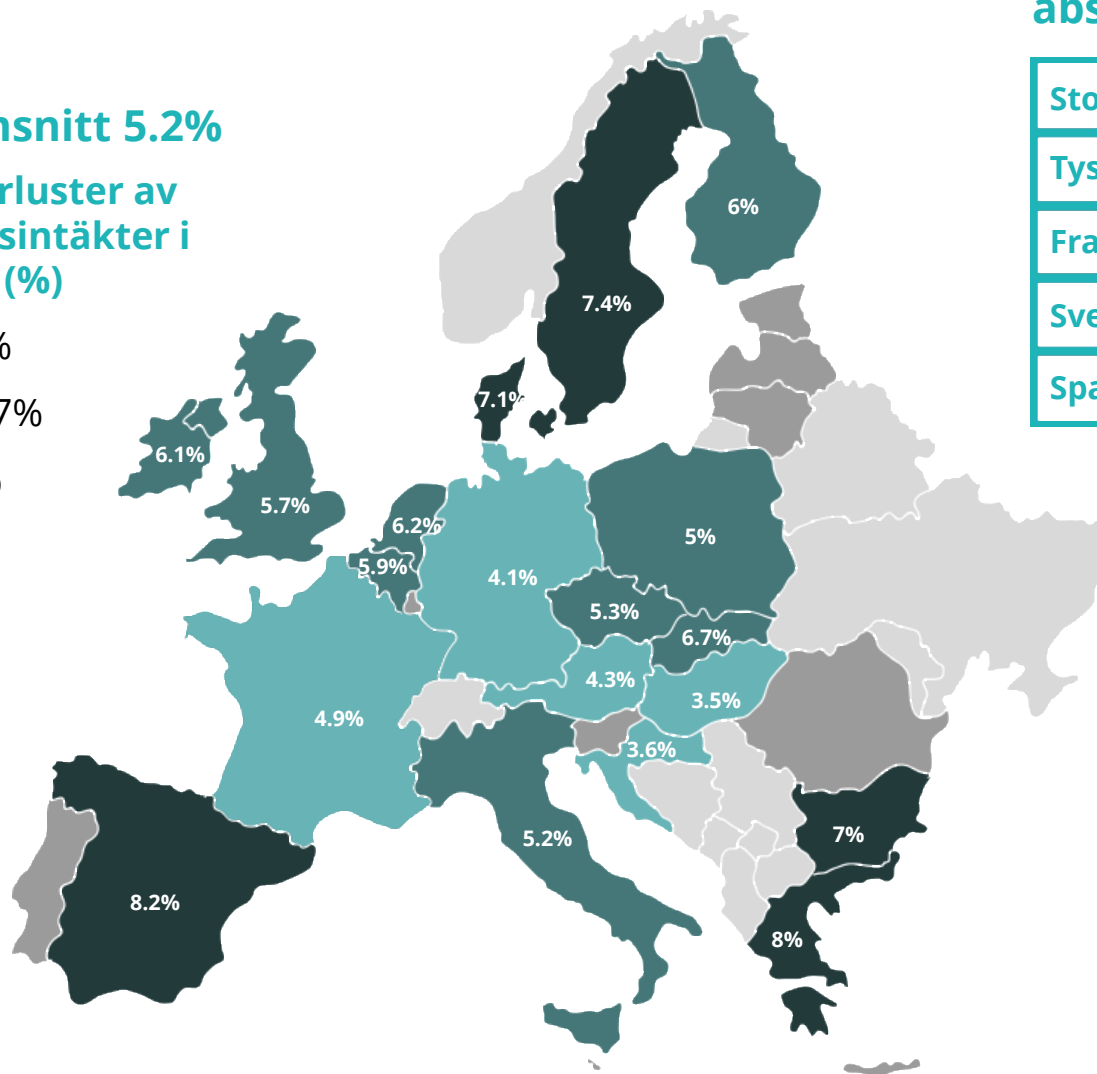 abs
nsnitt 5.2%
rluster av
sintäkter i
(%)
%
7%
Sto
Tys
Fra
Sve
Spa
6%
7.4%
7.1%
6.1%
5.7%
6.2%
5.9%
5%
4.1%
5.3%
6.7%
4.3%
3.5%
4.9%
3.6%
5.2%
7%
8.2%
8%